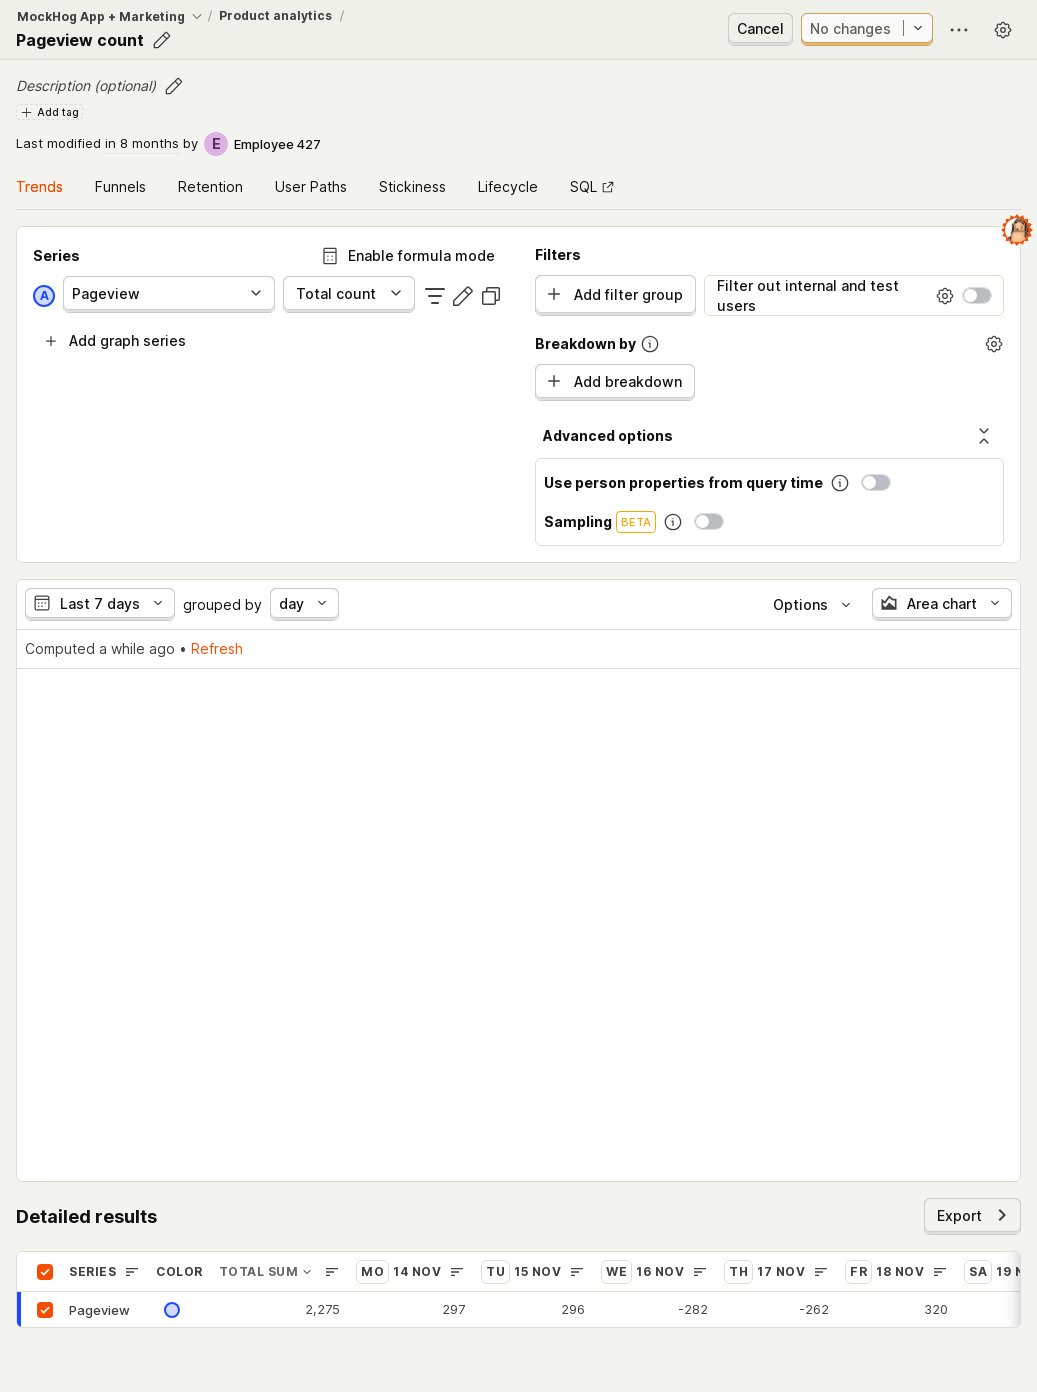 MockHog App + Marketing / Product analytics /
Pageview count
Cancel
No changes
Description (optional)
Add tag
Last modified in 8 months by E Employee 427
Trends Funnels Retention User Paths Stickiness Lifecycle SQL
Series
Enable formula mode
A Pageview Total count
Add graph series
Filters
Add filter group
Filter out internal and test users
Breakdown by
Add breakdown
Advanced options
Use person properties from query time
Sampling BETA
Last 7 days grouped by day
Options Area chart
Computed a while ago • Refresh
Detailed results
Export
SERIES COLOR TOTAL SUM MO 14 NOV TU 15 NOV WE 16 NOV TH 17 NOV FR 18 NOV SA 19 N
Pageview 2,275 297 296 -282 -262 320